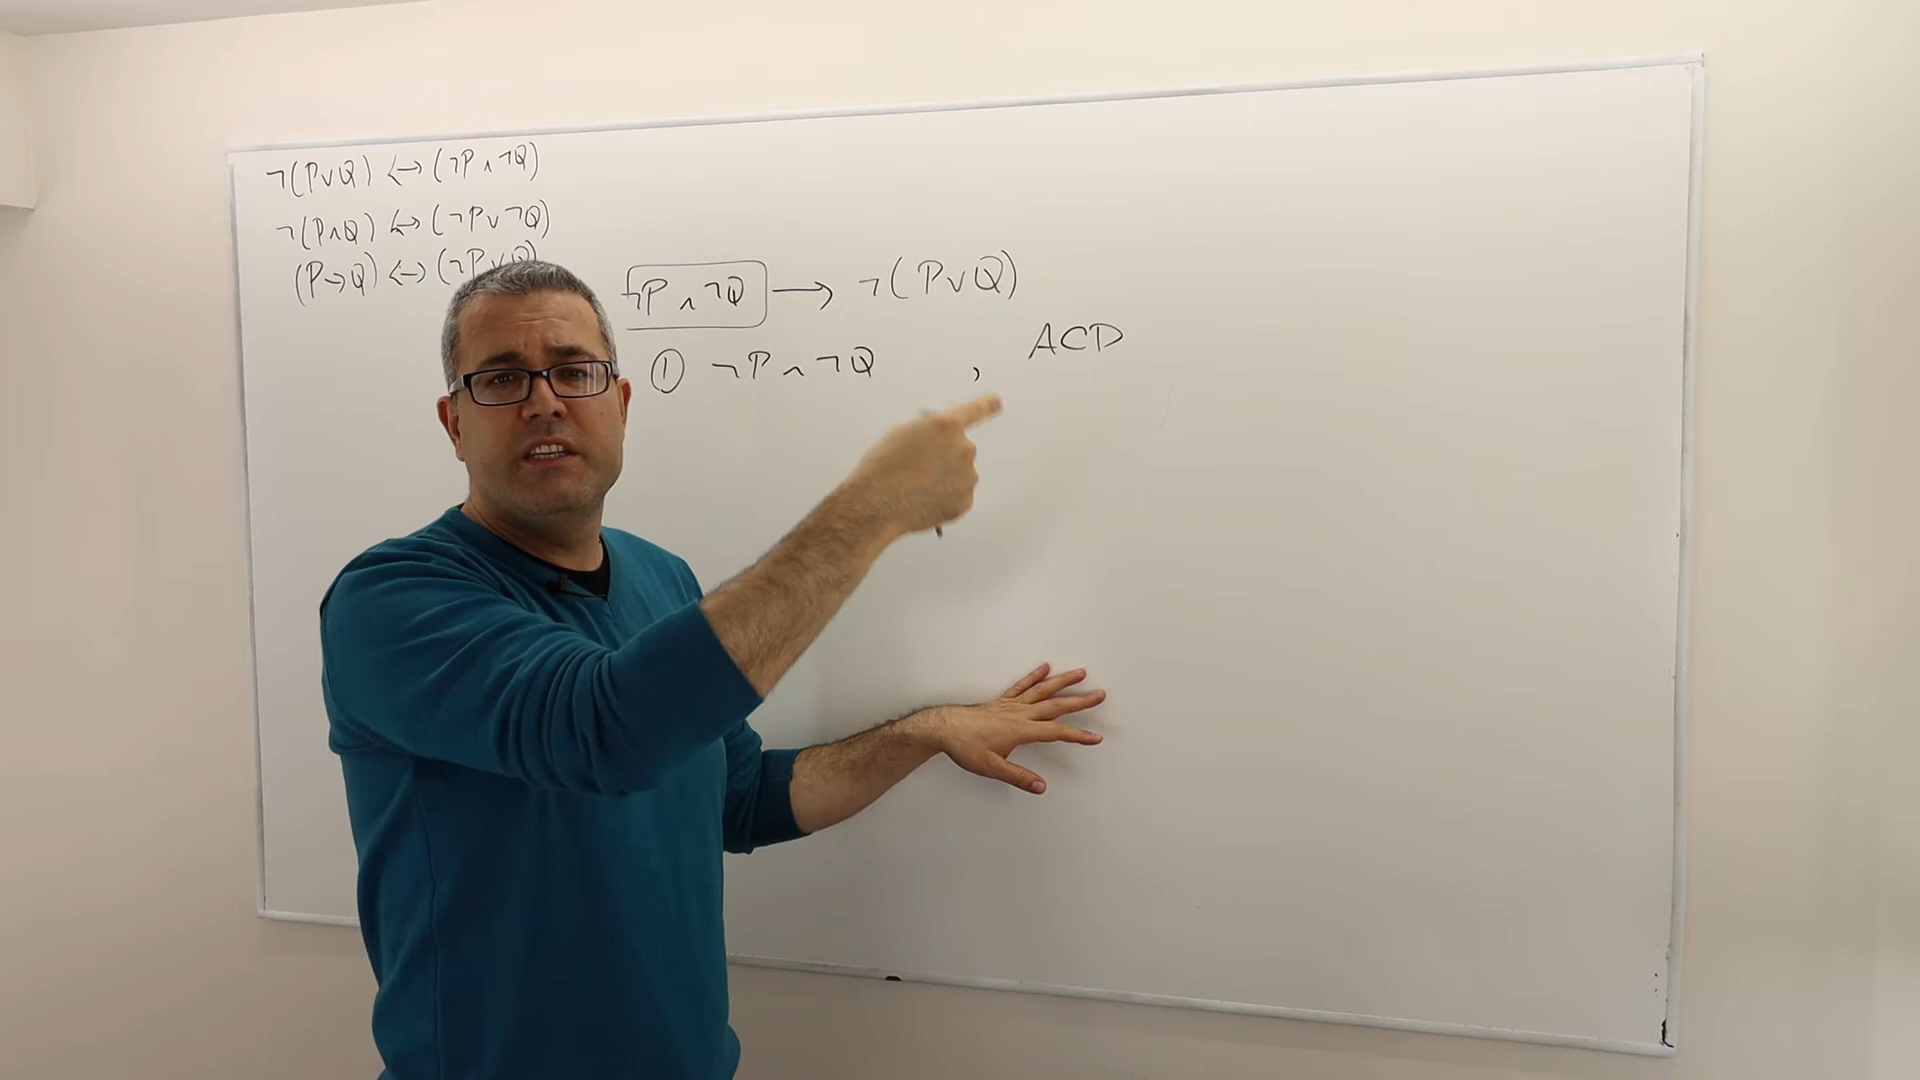 ¬(P∨Q) ↔ (¬P ∧ ¬Q)
¬(P∧Q) ↔ (¬P ∨ ¬Q)
(P→Q) ↔ (¬P∨Q)
¬P ∧ ¬Q → ¬(P∨Q)
① ¬P ∧ ¬Q , ACD